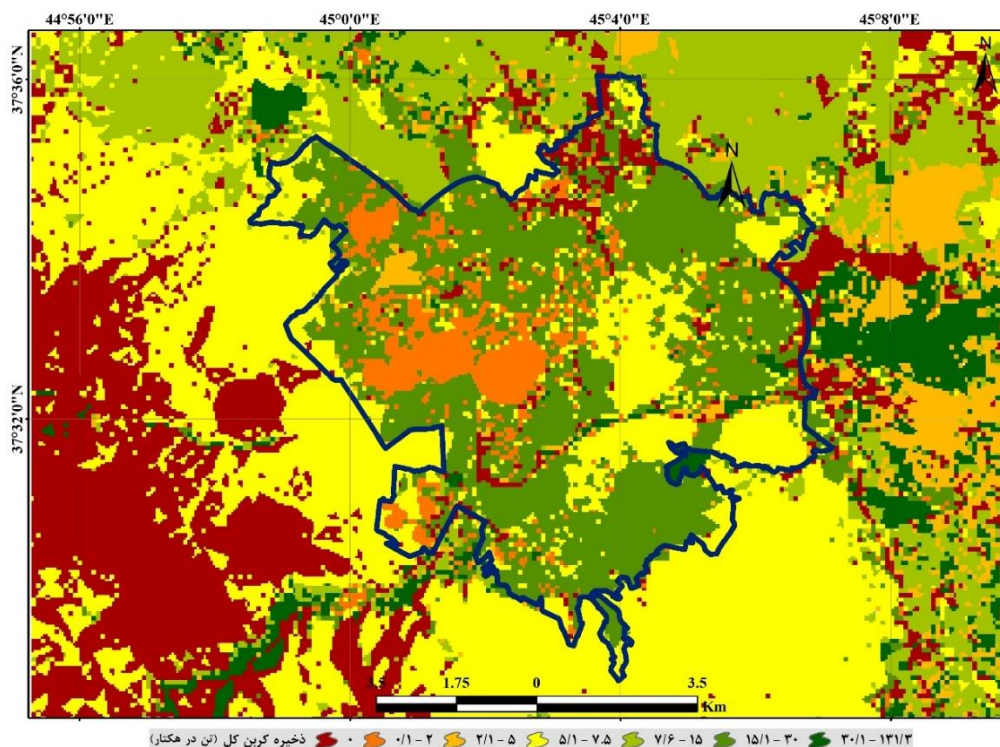 44°56'0"E 45°0'0"E 45°4'0"E 45°8'0"E
37°36'0"N
N
N
37°32'0"N
3.5 1.75 0 3.5
Km
ذخیره کربن کل (تن در هکتار) ۰ ۰/۱ - ۲ ۲/۱ - ۵ ۵/۱ - ۷.۵ ۷/۶ - ۱۵ ۱۵/۱ - ۳۰ ۳۰/۱ - ۱۳۱/۳